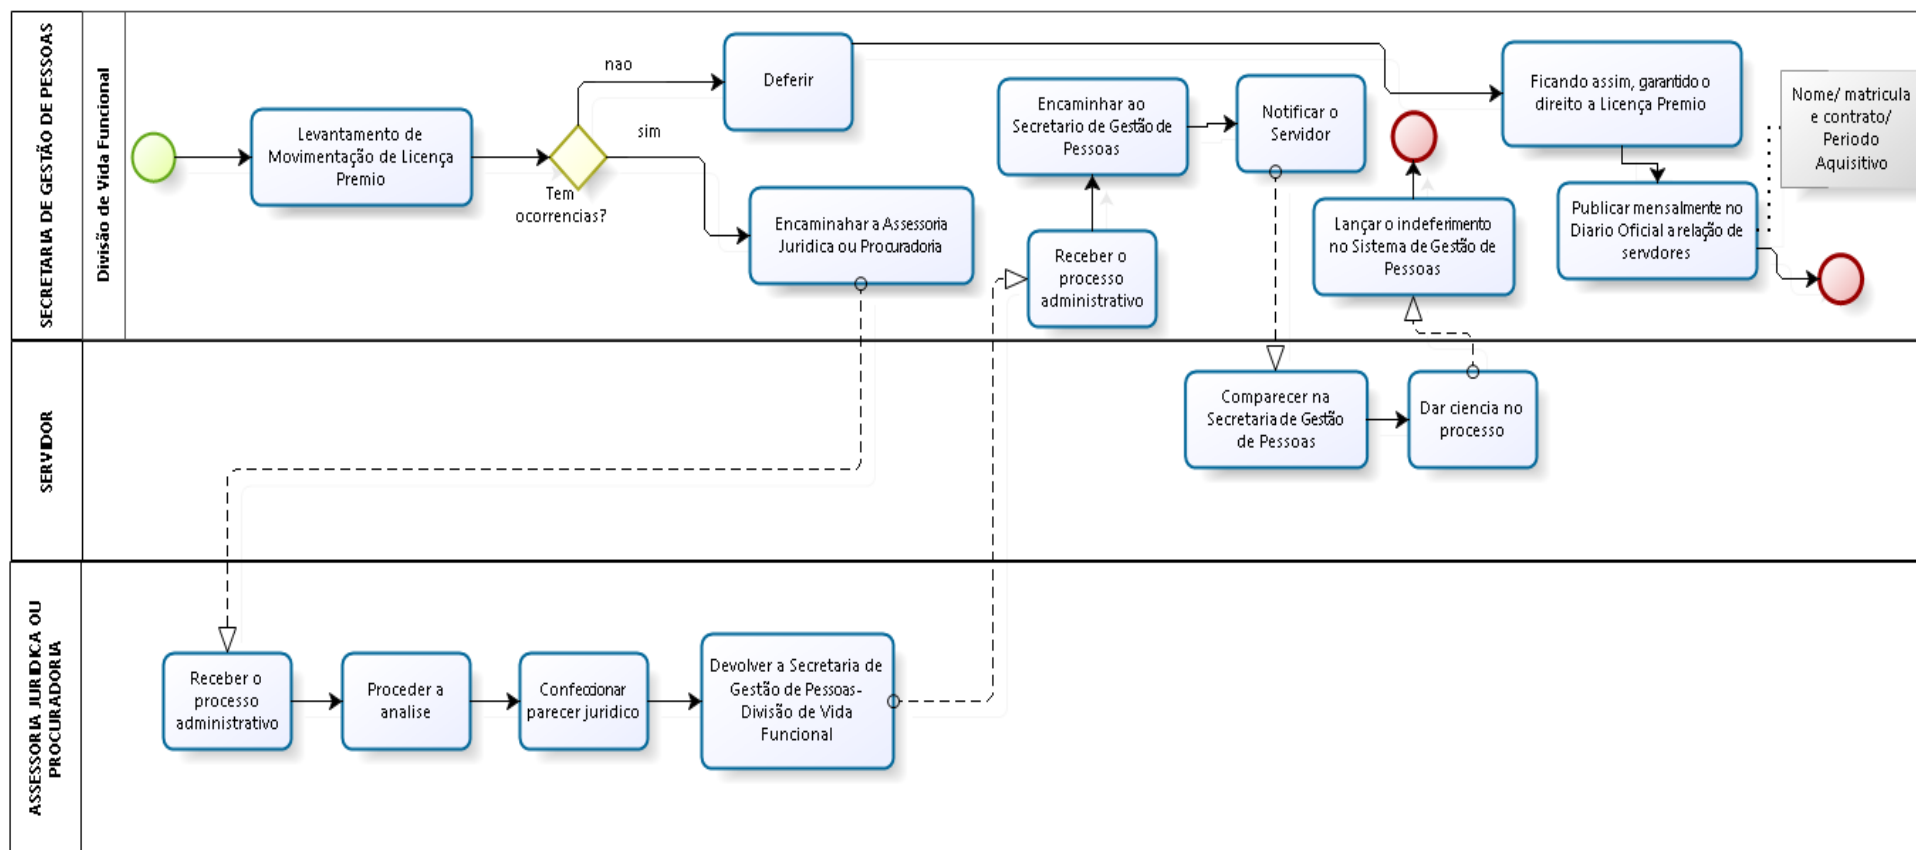 SECRETARIA DE GESTÃO DE PESSOAS
Divisão de Vida Funcional
Levantamento de
Movimentação de Licença
Premio
Tem
ocorrencias?
nao
sim
Deferir
Encaminahar a Assessoria
Juridica ou Procuradoria
Receber o
processo
administrativo
Encaminhar ao
Secretario de Gestão de
Pessoas
Notificar o
Servidor
Lançar o indeferimento
no Sistema de Gestão de
Pessoas
Ficando assim, garantido o
direito a Licença Premio
Publicar mensalmente no
Diario Oficial a relação de
servdores
Nome/ matricula
e contrato/
Periodo
Aquisitivo
SERVIDOR
Comparecer na
Secretaria de Gestão
de Pessoas
Dar ciencia no
processo
ASSESSORIA JURIDICA OU
PROCURADORIA
Receber o
processo
administrativo
Proceder a
analise
Confeccionar
parecer juridico
Devolver a Secretaria de
Gestão de Pessoas-
Divisão de Vida
Funcional